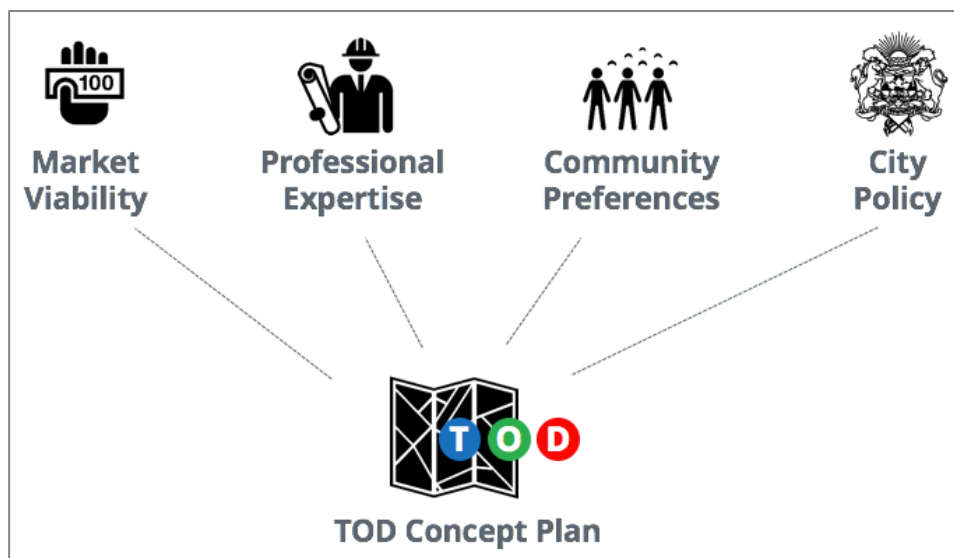 100
Market
Viability
Professional
Expertise
Community
Preferences
City
Policy
T O D
TOD Concept Plan